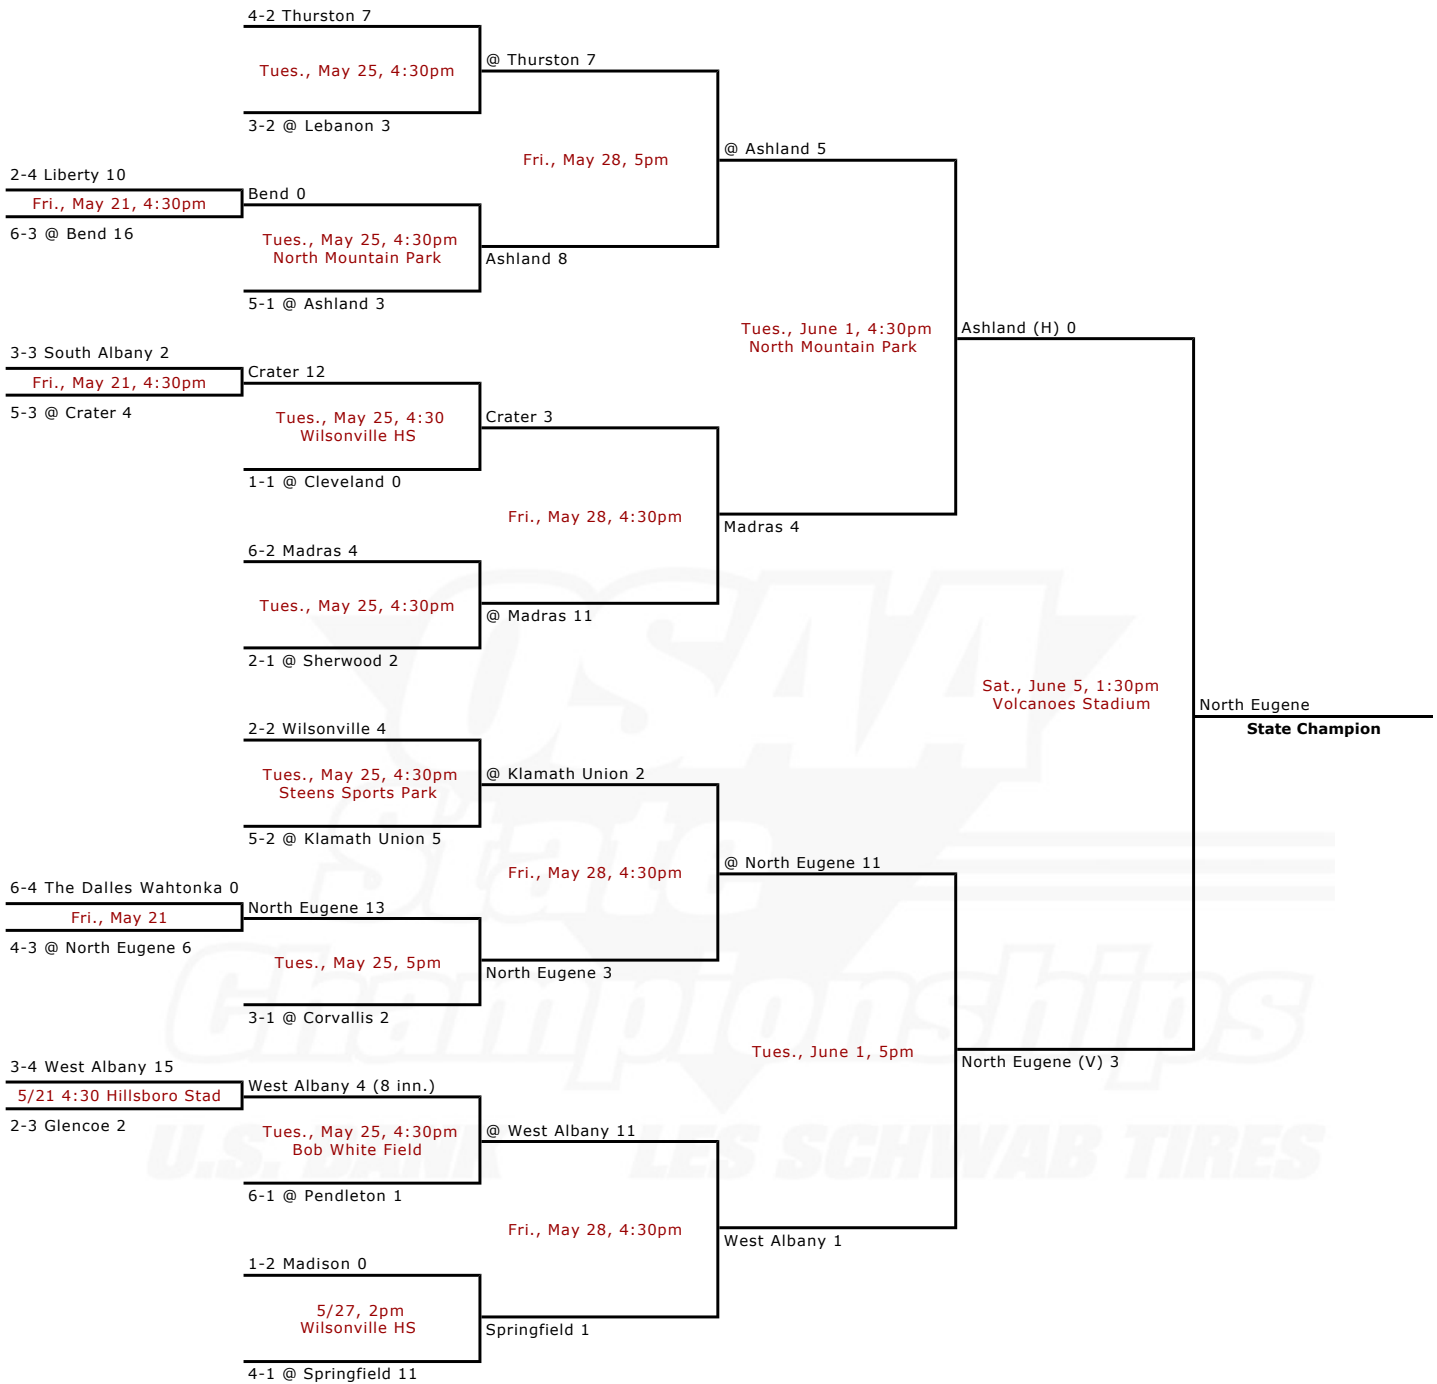 4-2 Thurston 7
Tues., May 25, 4:30pm
3-2 @ Lebanon 3
@ Thurston 7
Fri., May 28, 5pm
2-4 Liberty 10
Fri., May 21, 4:30pm
6-3 @ Bend 16
Bend 0
Tues., May 25, 4:30pm
North Mountain Park
5-1 @ Ashland 3
Ashland 8
@ Ashland 5
Tues., June 1, 4:30pm
North Mountain Park
3-3 South Albany 2
Fri., May 21, 4:30pm
5-3 @ Crater 4
Crater 12
Tues., May 25, 4:30
Wilsonville HS
1-1 @ Cleveland 0
Crater 3
Fri., May 28, 4:30pm
6-2 Madras 4
Tues., May 25, 4:30pm
2-1 @ Sherwood 2
@ Madras 11
Madras 4
Ashland (H) 0
Sat., June 5, 1:30pm
Volcanoes Stadium
North Eugene
State Champion
2-2 Wilsonville 4
Tues., May 25, 4:30pm
Steens Sports Park
5-2 @ Klamath Union 5
@ Klamath Union 2
Fri., May 28, 4:30pm
6-4 The Dalles Wahtonka 0
Fri., May 21
4-3 @ North Eugene 6
North Eugene 13
Tues., May 25, 5pm
3-1 @ Corvallis 2
North Eugene 3
@ North Eugene 11
Tues., June 1, 5pm
North Eugene (V) 3
3-4 West Albany 15
5/21 4:30 Hillsboro Stad
2-3 Glencoe 2
West Albany 4 (8 inn.)
Tues., May 25, 4:30pm
Bob White Field
6-1 @ Pendleton 1
@ West Albany 11
Fri., May 28, 4:30pm
1-2 Madison 0
5/27, 2pm
Wilsonville HS
4-1 @ Springfield 11
Springfield 1
West Albany 1
OSAA
State
Championships
U.S. BANK LES SCHWAB TIRES